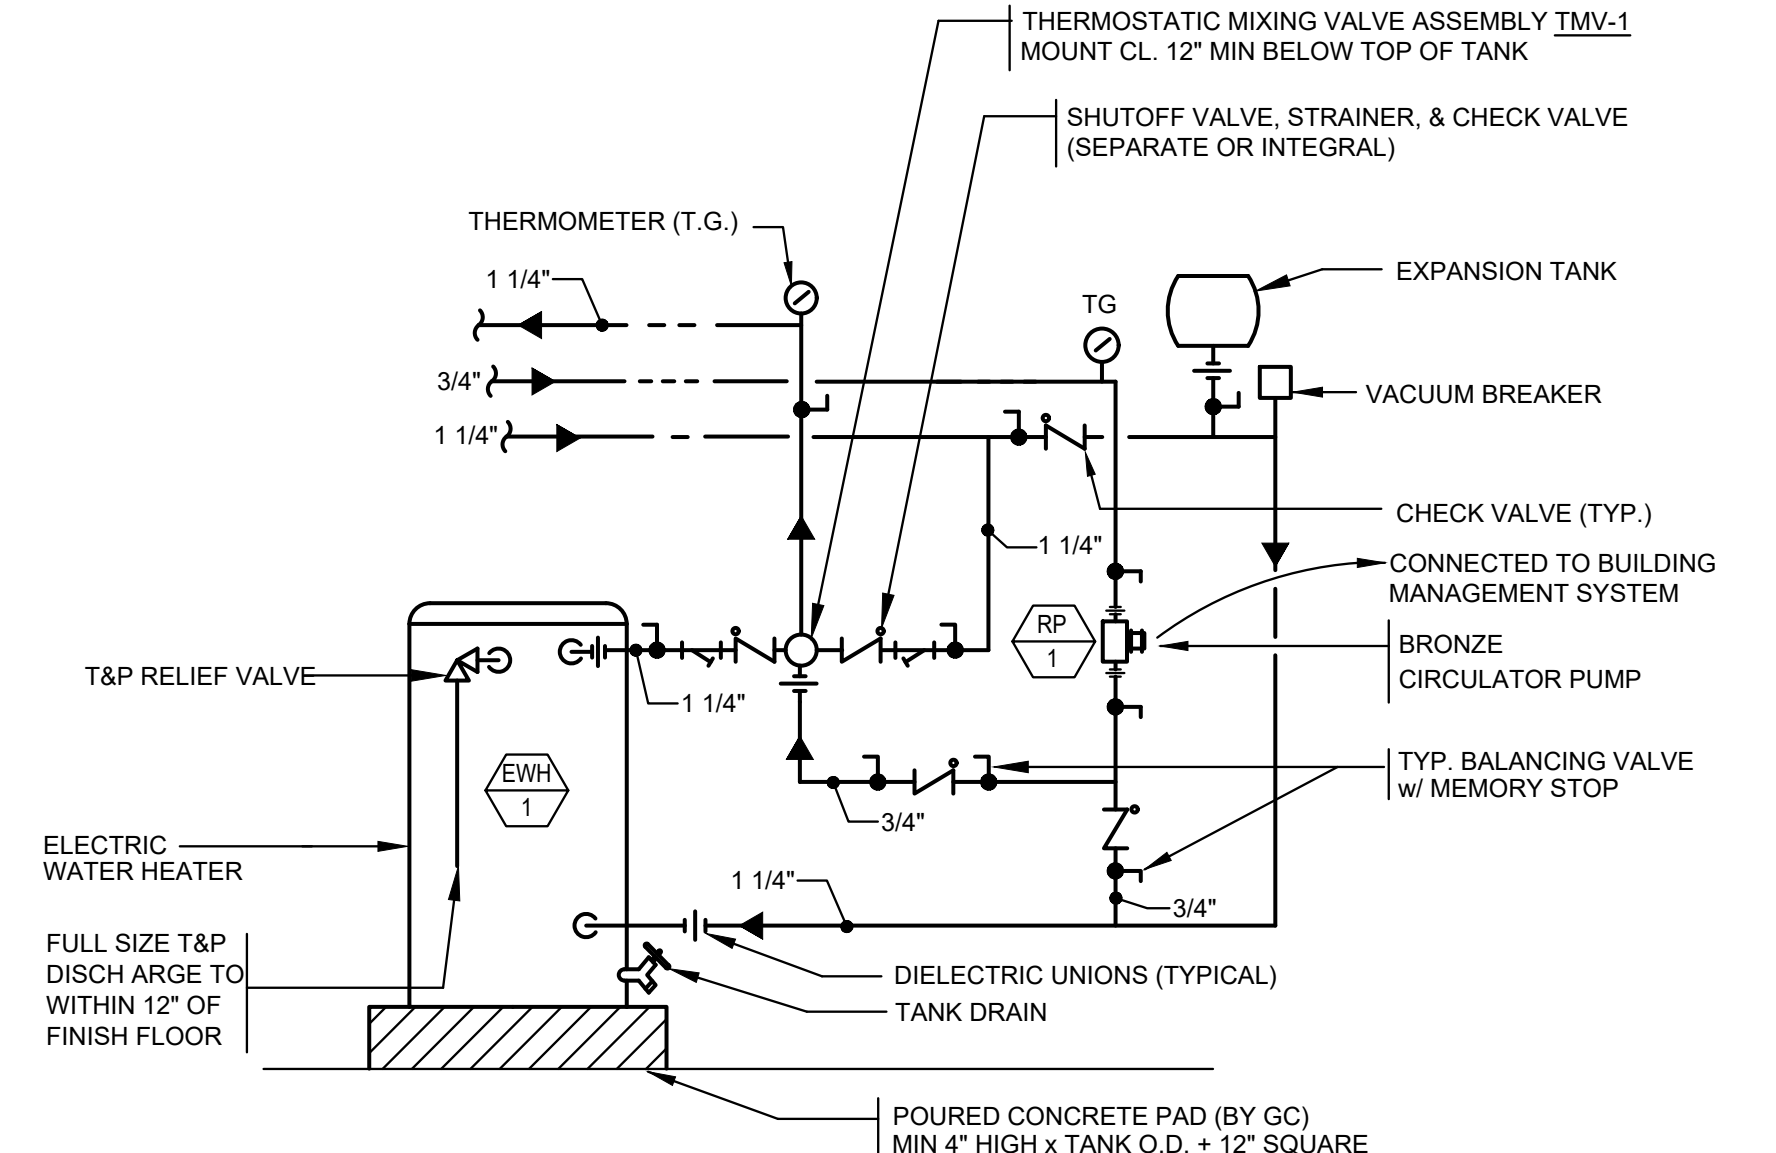 THERMOSTATIC MIXING VALVE ASSEMBLY TMV-1
MOUNT CL. 12" MIN BELOW TOP OF TANK
SHUTOFF VALVE, STRAINER, & CHECK VALVE
(SEPARATE OR INTEGRAL)
THERMOMETER (T.G.)
1 1/4"
EXPANSION TANK
TG
3/4"
VACUUM BREAKER
1 1/4"
CHECK VALVE (TYP.)
1 1/4"
CONNECTED TO BUILDING
MANAGEMENT SYSTEM
RP
1
BRONZE
CIRCULATOR PUMP
T&P RELIEF VALVE
1 1/4"
EWH
1
TYP. BALANCING VALVE
w/ MEMORY STOP
3/4"
ELECTRIC
WATER HEATER
1 1/4"
3/4"
FULL SIZE T&P
DISCH ARGE TO
WITHIN 12" OF
FINISH FLOOR
DIELECTRIC UNIONS (TYPICAL)
TANK DRAIN
POURED CONCRETE PAD (BY GC)
MIN 4" HIGH x TANK O.D. + 12" SQUARE